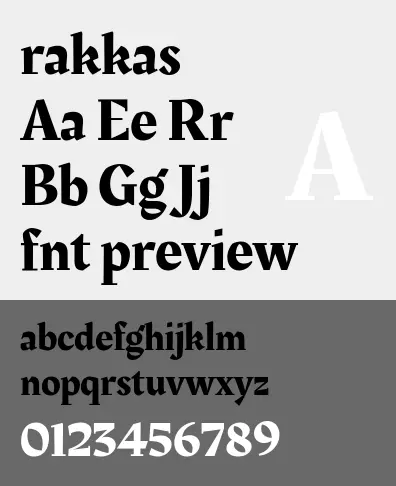 rakkas
Aa Ee Rr
A
Bb Gg Jj
fnt preview
abcdefghijklm
nopqrstuvwxyz
0123456789